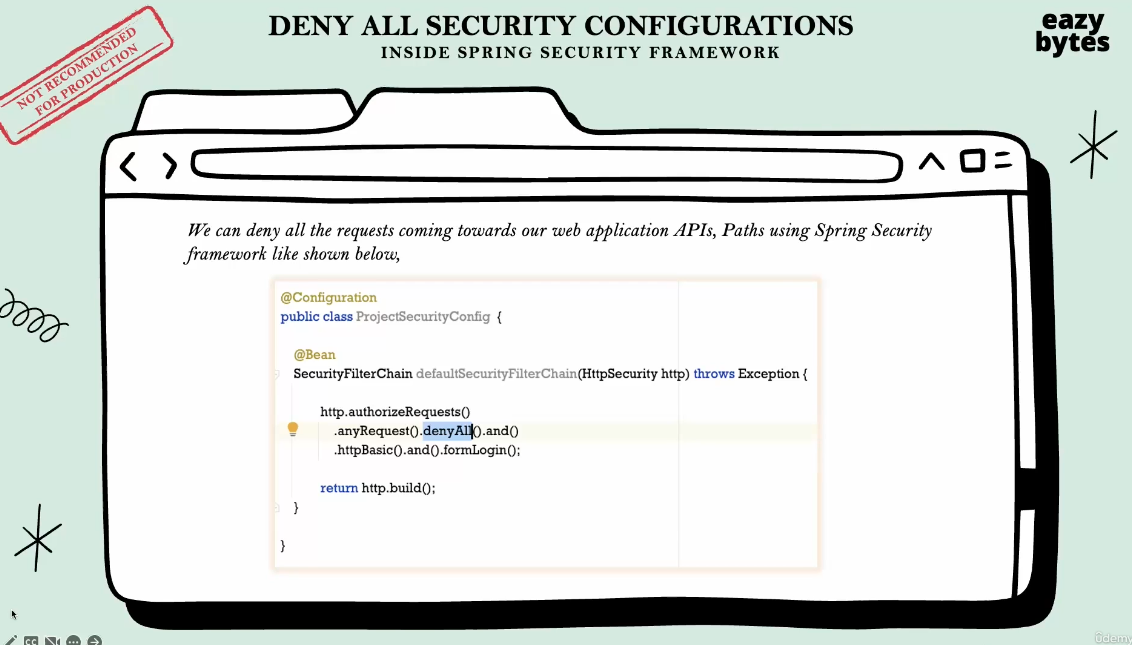 DENY ALL SECURITY CONFIGURATIONS
INSIDE SPRING SECURITY FRAMEWORK
eazy
bytes
NOT RECOMMENDED
FOR PRODUCTION
We can deny all the requests coming towards our web application APIs, Paths using Spring Security
framework like shown below,
@Configuration
public class ProjectSecurityConfig {
@Bean
SecurityFilterChain defaultSecurityFilterChain(HttpSecurity http) throws Exception {
http.authorizeRequests()
.anyRequest().denyAll().and()
.httpBasic().and().formLogin();
return http.build();
}
}
CC
Udemy